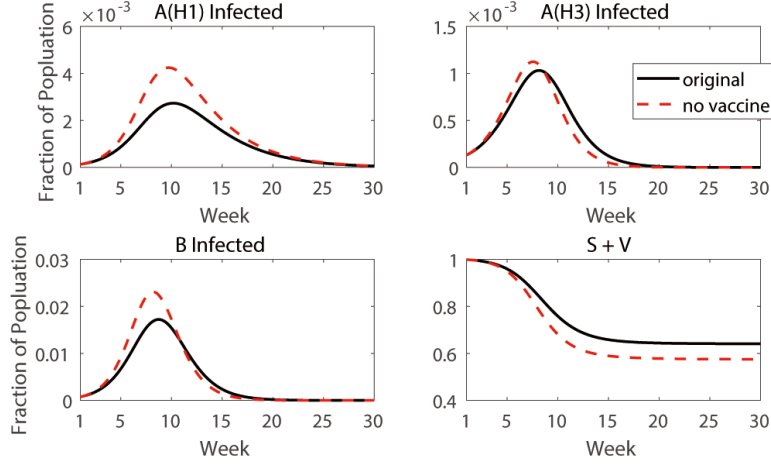 × 10⁻³ A(H1) Infected
6
4
2
0
Fraction of Popluation
1 5 10 15 20 25 30
Week
× 10⁻³ A(H3) Infected
1.5
1
0.5
0
original
no vaccine
1 5 10 15 20 25 30
Week
B Infected
0.03
0.02
0.01
0
Fraction of Popluation
1 5 10 15 20 25 30
Week
S + V
1
0.8
0.6
0.4
1 5 10 15 20 25 30
Week